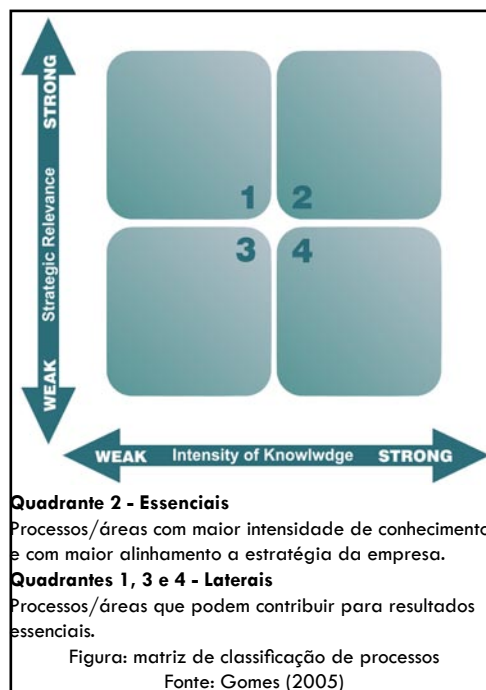 STRONG
Strategic Relevance
WEAK
1 2
3 4
WEAK Intensity of Knowlwdge STRONG
Quadrante 2 - Essenciais
Processos/áreas com maior intensidade de conhecimento
e com maior alinhamento a estratégia da empresa.
Quadrantes 1, 3 e 4 - Laterais
Processos/áreas que podem contribuir para resultados
essenciais.
Figura: matriz de classificação de processos
Fonte: Gomes (2005)